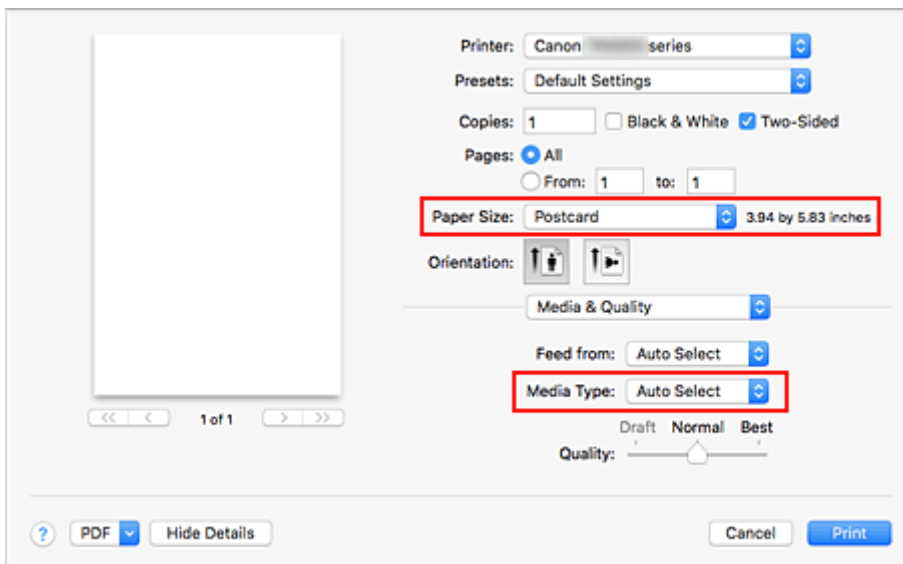 Printer: Canon series
Presets: Default Settings
Copies: 1 Black & White Two-Sided
Pages: All
From: 1 to: 1
Paper Size: Postcard 3.94 by 5.83 inches
Orientation:
Media & Quality
Feed from: Auto Select
Media Type: Auto Select
1 of 1
Draft Normal Best
Quality:
? PDF Hide Details Cancel Print